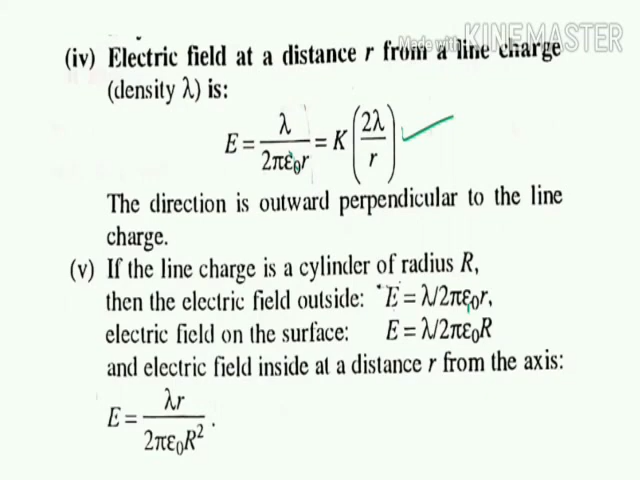 Made with KINEMASTER
(iv) Electric field at a distance r from a line charge
(density λ) is:
E = λ/2πε₀r = K (2λ/r)
The direction is outward perpendicular to the line
charge.
(v) If the line charge is a cylinder of radius R,
then the electric field outside: E = λ/2πε₀r,
electric field on the surface: E = λ/2πε₀R
and electric field inside at a distance r from the axis:
E = λr/2πε₀R².